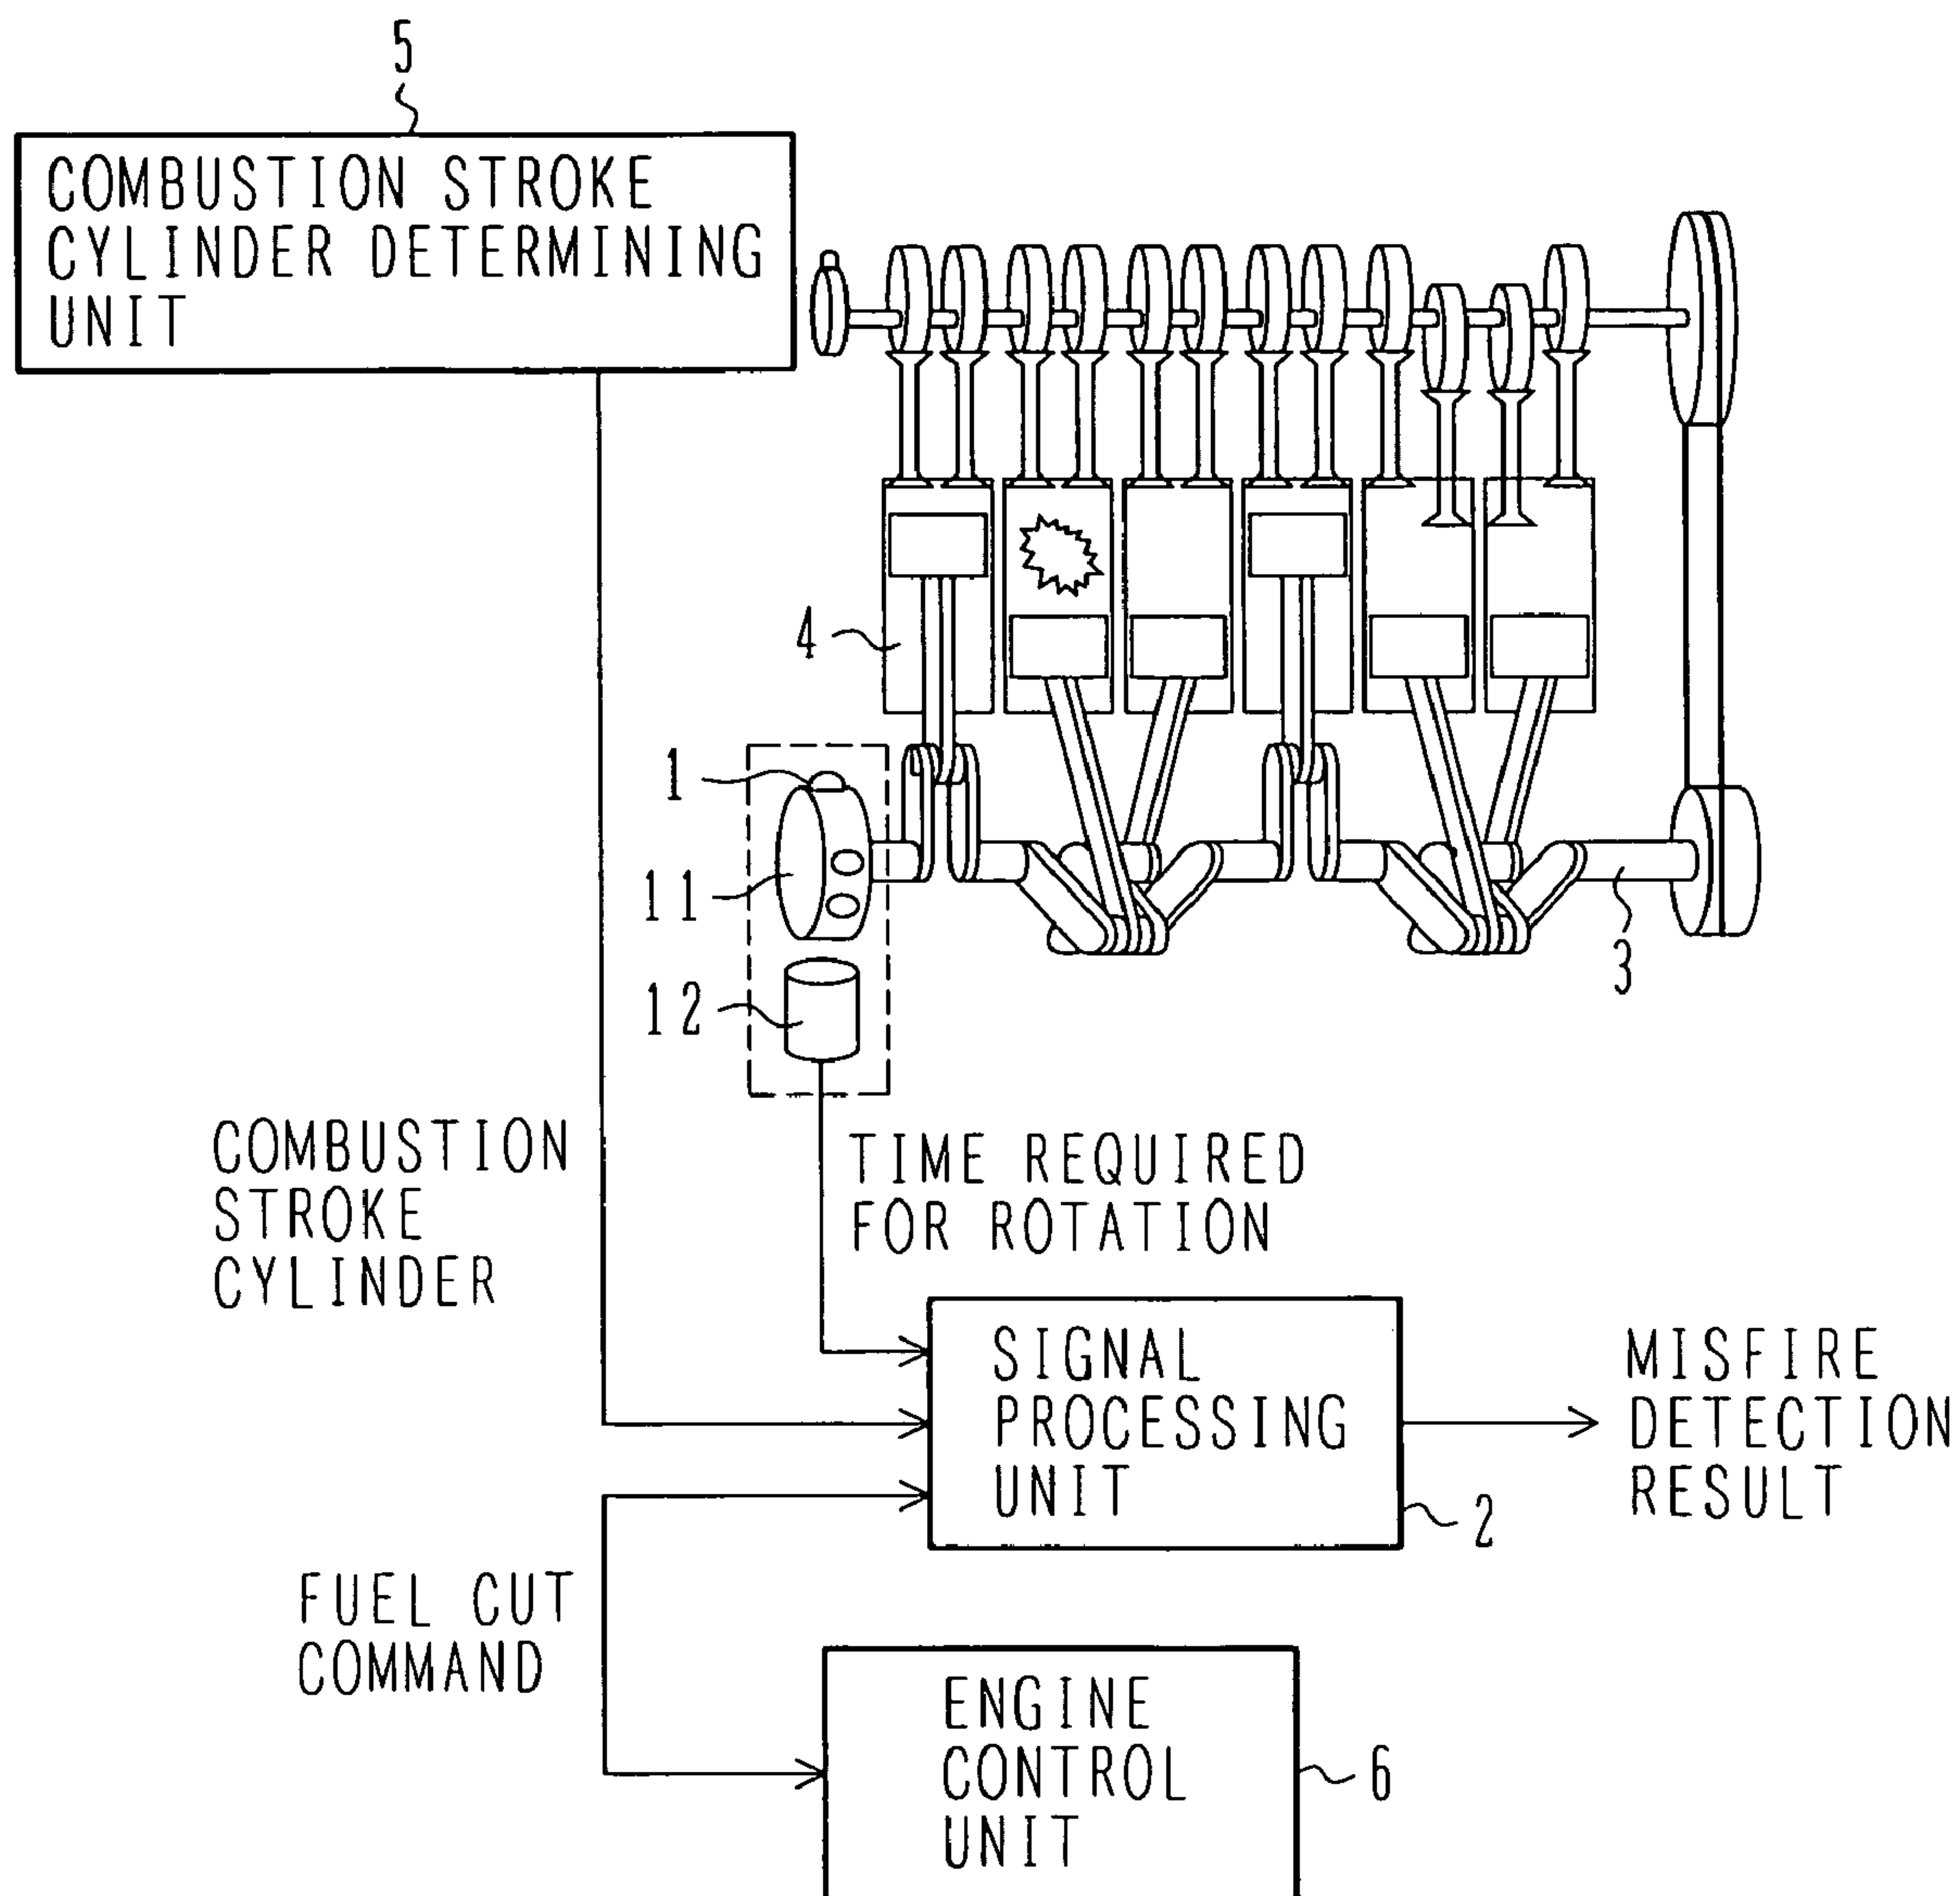 5
COMBUSTION STROKE
CYLINDER DETERMINING
UNIT
4
1
11
3
12
COMBUSTION
STROKE
CYLINDER
TIME REQUIRED
FOR ROTATION
SIGNAL
PROCESSING
UNIT
MISFIRE
DETECTION
RESULT
2
FUEL CUT
COMMAND
ENGINE
CONTROL
UNIT
6